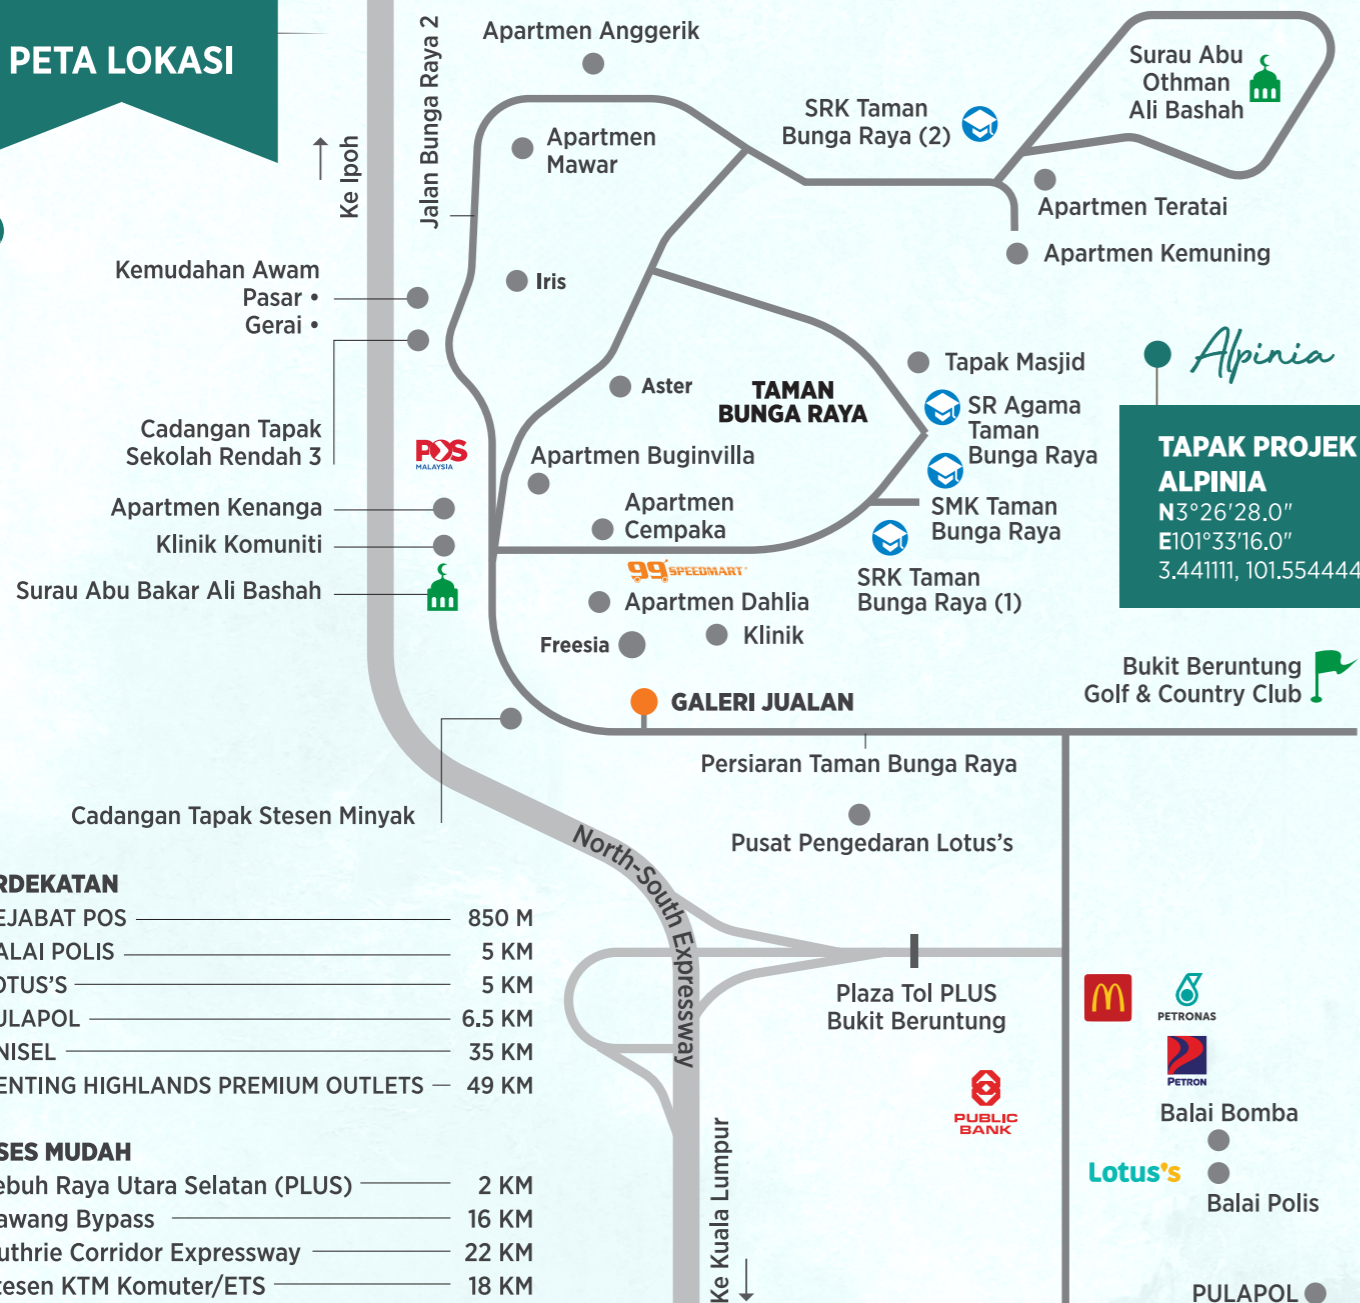 PETA LOKASI
Ke Ipoh
Jalan Bunga Raya 2
Apartmen Anggerik
Apartmen
Mawar
SRK Taman
Bunga Raya (2)
Surau Abu
Othman
Ali Bashah
Apartmen Teratai
Apartmen Kemuning
Kemudahan Awam
Pasar •
Gerai •
Iris
Cadangan Tapak
Sekolah Rendah 3
POS
MALAYSIA
Aster
TAMAN
BUNGA RAYA
Tapak Masjid
SR Agama
Taman
Bunga Raya
Alpinia
TAPAK PROJEK
ALPINIA
N3°26'28.0"
E101°33'16.0"
3.441111, 101.554444
Apartmen Buginvilla
Apartmen
Cempaka
SMK Taman
Bunga Raya
SRK Taman
Bunga Raya (1)
Apartmen Kenanga
Klinik Komuniti
Surau Abu Bakar Ali Bashah
99 SPEEDMART
Apartmen Dahlia
Freesia
Klinik
GALERI JUALAN
Bukit Beruntung
Golf & Country Club
Persiaran Taman Bunga Raya
Pusat Pengedaran Lotus's
Cadangan Tapak Stesen Minyak
North-South Expressway
Plaza Tol PLUS
Bukit Beruntung
PETRONAS
PETRON
PUBLIC
BANK
Balai Bomba
Lotus's
Balai Polis
PULAPOL
Ke Kuala Lumpur
RDEKATAN
EJABAT POS 850 M
ALAI POLIS 5 KM
OTUS'S 5 KM
ULAPOL 6.5 KM
NISEL 35 KM
ENTING HIGHLANDS PREMIUM OUTLETS 49 KM
SES MUDAH
ebuh Raya Utara Selatan (PLUS) 2 KM
awang Bypass 16 KM
uthrie Corridor Expressway 22 KM
tesen KTM Komuter/ETS 18 KM